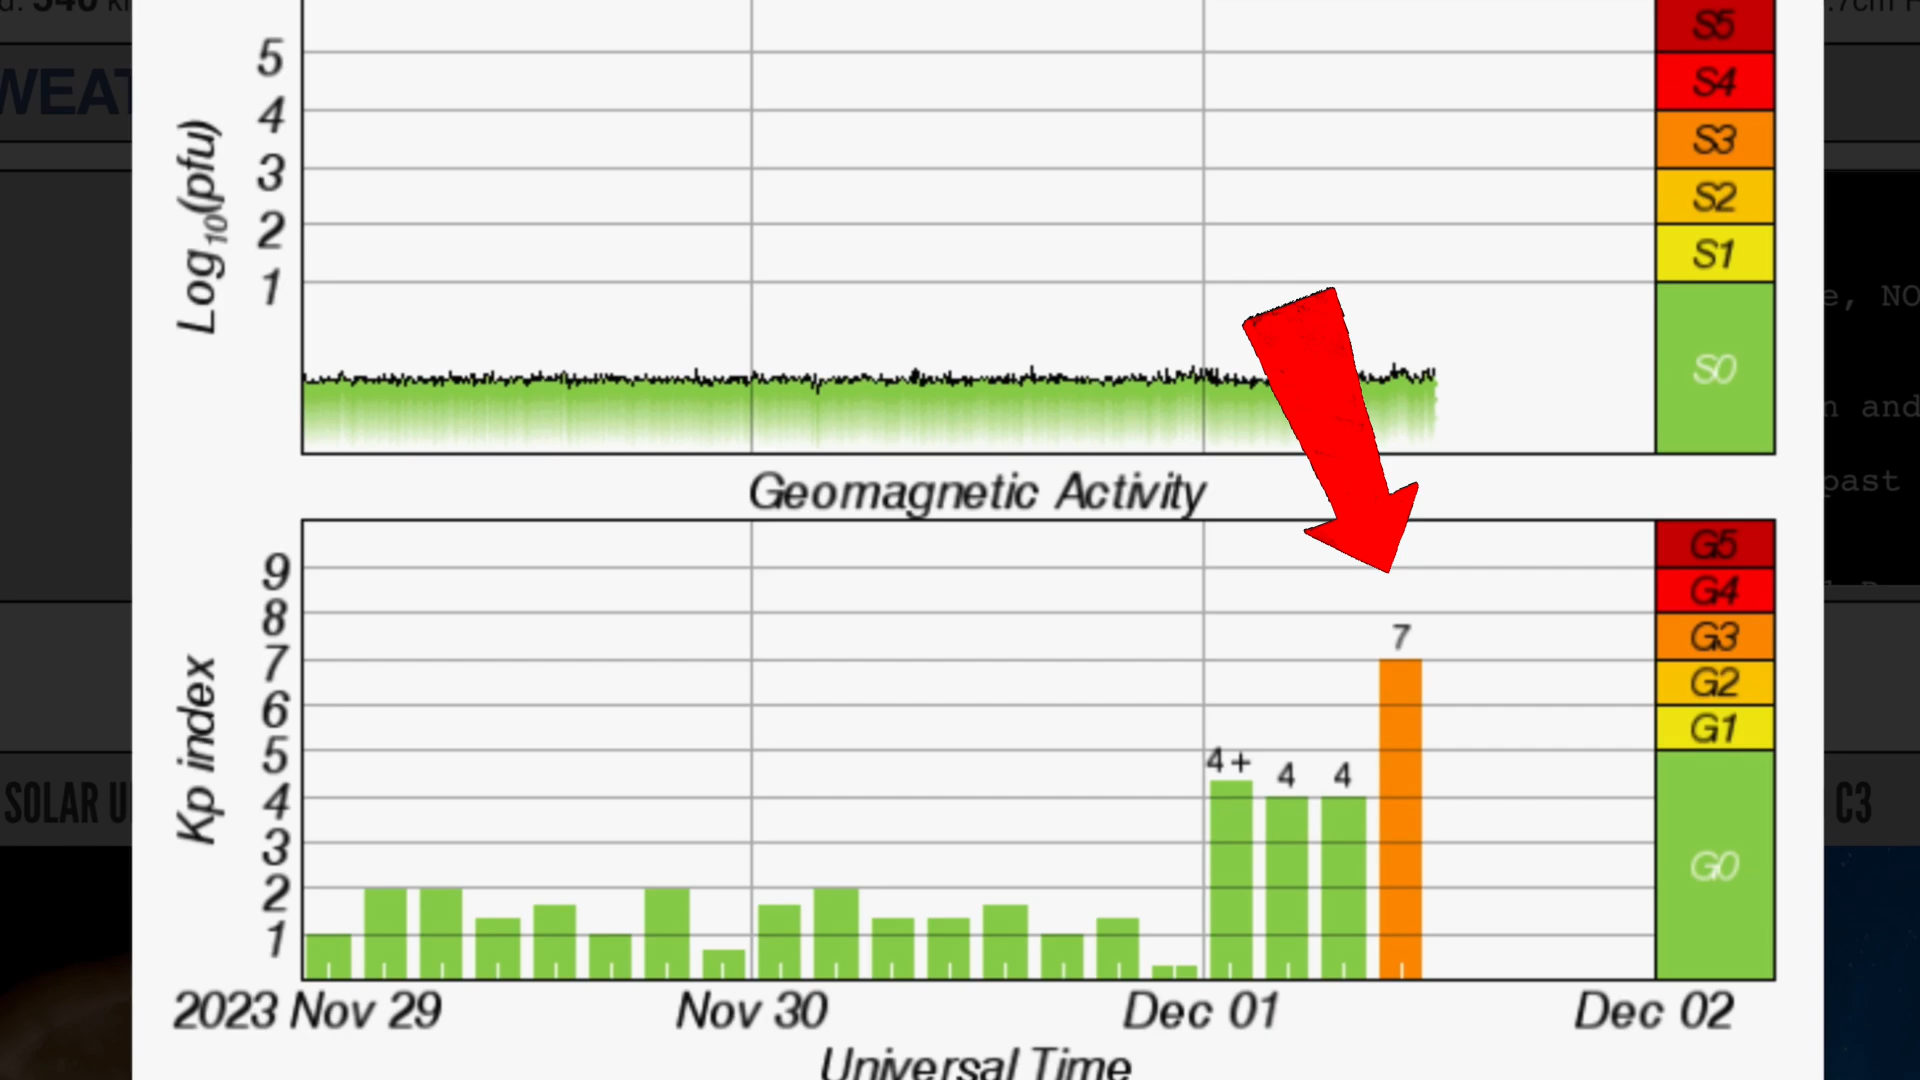 540
WEAT
Log10(pfu)
5
4
3
2
1
S5
S4
S3
S2
S1
S0
e, NO
n and
past
Geomagnetic Activity
Kp index
9
8
7
6
5
4
3
2
1
4+
4
4
7
G5
G4
G3
G2
G1
G0
SOLAR U
C3
2023 Nov 29
Nov 30
Dec 01
Dec 02
Universal Time